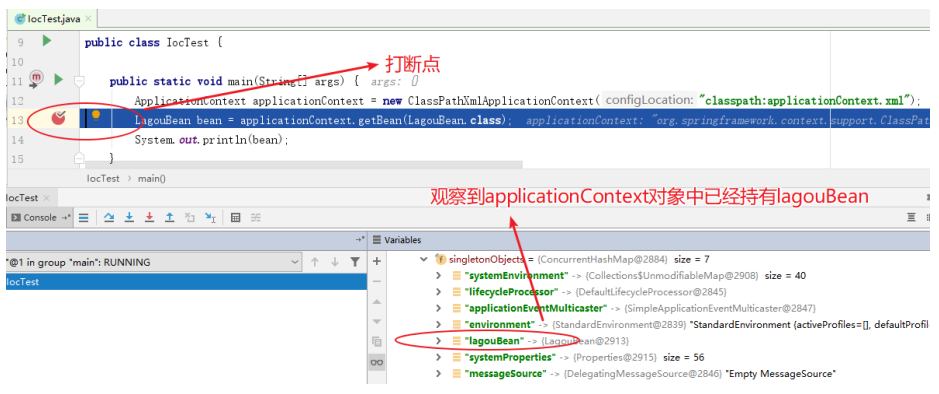 IocTest.java ×
9 public class IocTest {
打断点
10
11 public static void main(String[] args) { args: {}
12 ApplicationContext applicationContext = new ClassPathXmlApplicationContext( configLocation: "classpath:applicationContext.xml");
13 LagouBean bean = applicationContext.getBean(LagouBean.class); applicationContext: "org.springframework.context.support.ClassPat
14 System.out.println(bean);
15 }
IocTest > main()
观察到applicationContext对象中已经持有lagouBean
IocTest ×
Console
Variables
"@1 in group "main": RUNNING
IocTest
singletonObjects = {ConcurrentHashMap@2884} size = 7
"systemEnvironment" -> {Collections$UnmodifiableMap@2908} size = 40
"lifecycleProcessor" -> {DefaultLifecycleProcessor@2845}
"applicationEventMulticaster" -> {SimpleApplicationEventMulticaster@2847}
"environment" -> {StandardEnvironment@2839} "StandardEnvironment {activeProfiles=[], defaultProfil
"lagouBean" -> {LagouBean@2913}
"systemProperties" -> {Properties@2915} size = 56
"messageSource" -> {DelegatingMessageSource@2846} "Empty MessageSource"